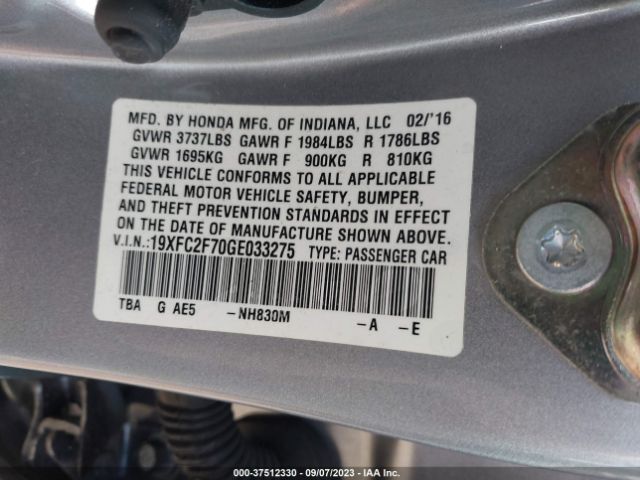 MFD. BY HONDA MFG. OF INDIANA, LLC 02/'16
GVWR 3737LBS GAWR F 1984LBS R 1786LBS
GVWR 1695KG GAWR F 900KG R 810KG
THIS VEHICLE CONFORMS TO ALL APPLICABLE
FEDERAL MOTOR VEHICLE SAFETY, BUMPER,
AND THEFT PREVENTION STANDARDS IN EFFECT
ON THE DATE OF MANUFACTURE SHOWN ABOVE.
V.I.N.:19XFC2F70GE033275 TYPE: PASSENGER CAR
TBA G AE5 -NH830M -A -E
000-37512330 - 09/07/2023 - IAA Inc.